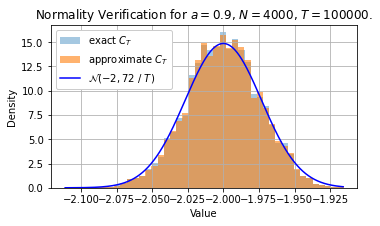 Normality Verification for a = 0.9, N = 4000, T = 100000.
exact C_T
approximate C_T
𝒩(−2, 72 / T)
Density
15.0
12.5
10.0
7.5
5.0
2.5
0.0
−2.100 −2.075 −2.050 −2.025 −2.000 −1.975 −1.950 −1.925
Value